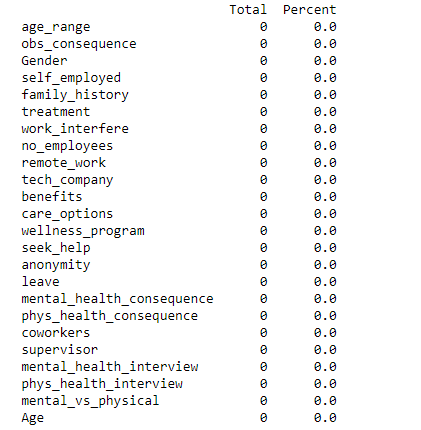 Total Percent
age_range 0 0.0
obs_consequence 0 0.0
Gender 0 0.0
self_employed 0 0.0
family_history 0 0.0
treatment 0 0.0
work_interfere 0 0.0
no_employees 0 0.0
remote_work 0 0.0
tech_company 0 0.0
benefits 0 0.0
care_options 0 0.0
wellness_program 0 0.0
seek_help 0 0.0
anonymity 0 0.0
leave 0 0.0
mental_health_consequence 0 0.0
phys_health_consequence 0 0.0
coworkers 0 0.0
supervisor 0 0.0
mental_health_interview 0 0.0
phys_health_interview 0 0.0
mental_vs_physical 0 0.0
Age 0 0.0